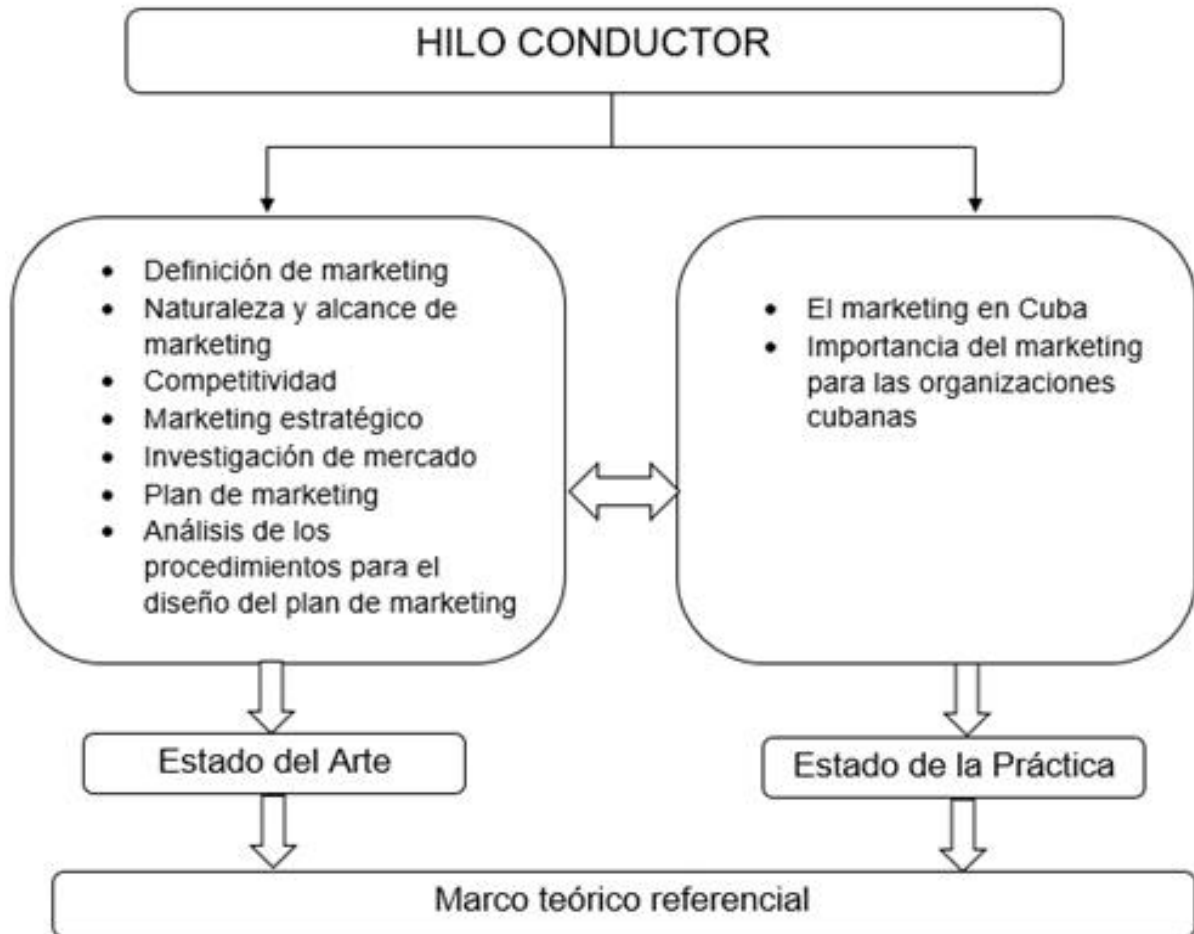 HILO CONDUCTOR
• Definición de marketing
• Naturaleza y alcance de
marketing
• Competitividad
• Marketing estratégico
• Investigación de mercado
• Plan de marketing
• Análisis de los
procedimientos para el
diseño del plan de marketing
• El marketing en Cuba
• Importancia del marketing
para las organizaciones
cubanas
Estado del Arte
Estado de la Práctica
Marco teórico referencial